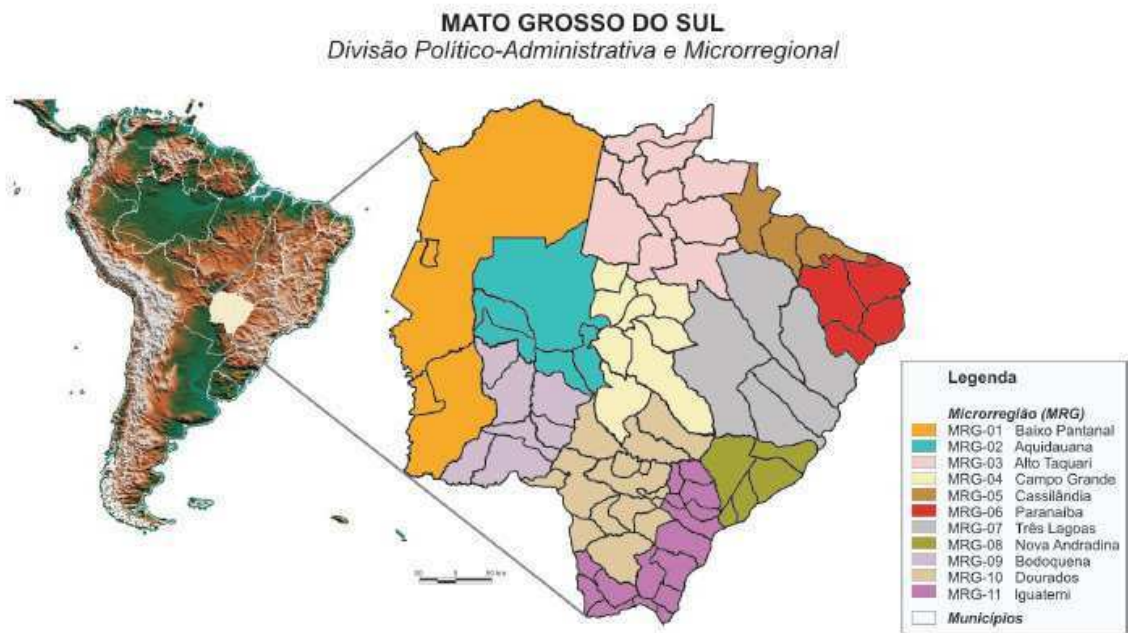 MATO GROSSO DO SUL
Divisão Político-Administrativa e Microrregional
Legenda
Microrregião (MRG)
MRG-01 Baixo Pantanal
MRG-02 Aquidauana
MRG-03 Alto Taquari
MRG-04 Campo Grande
MRG-05 Cassilândia
MRG-06 Paranaíba
MRG-07 Três Lagoas
MRG-08 Nova Andradina
MRG-09 Bodoquena
MRG-10 Dourados
MRG-11 Iguatemi
Municípios